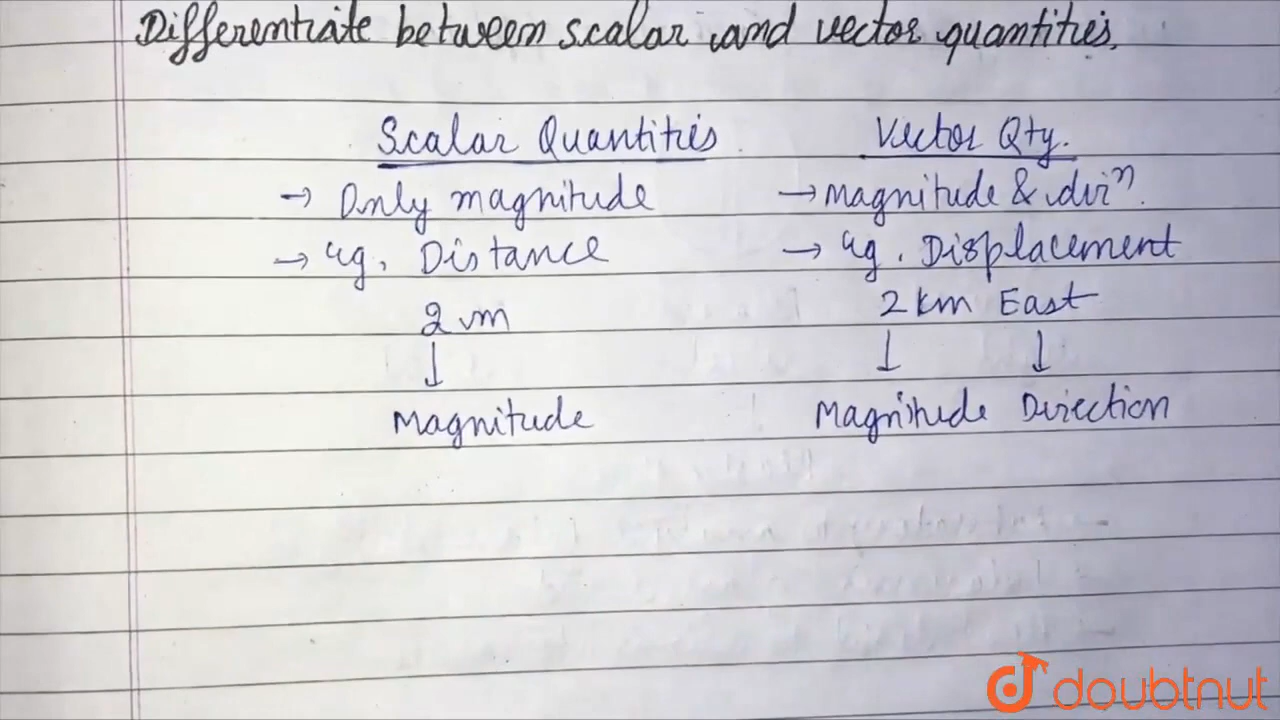 Differentiate between scalar and vector quantities.
Scalar Quantities Vector Qty.
→ Only magnitude → Magnitude & dirⁿ.
→ eg, Distance → eg. Displacement
2 m 2 km East
↓ ↓ ↓
Magnitude Magnitude Direction
doubtnut